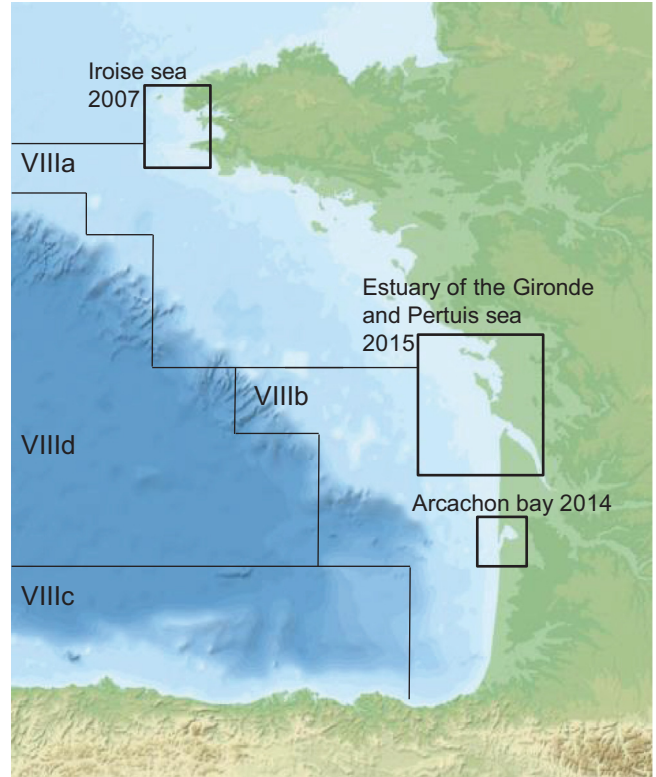 Iroise sea
2007
VIIIa
Estuary of the Gironde
and Pertuis sea
2015
VIIIb
VIIId
Arcachon bay 2014
VIIIc